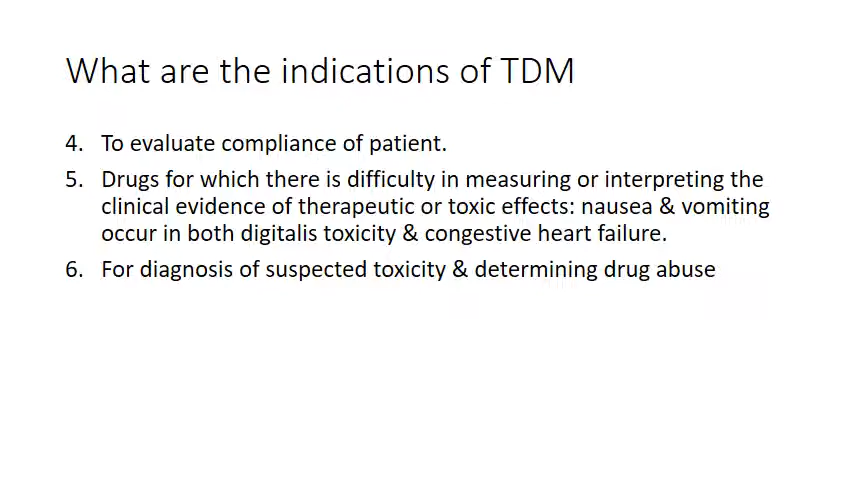 What are the indications of TDM
4. To evaluate compliance of patient.
5. Drugs for which there is difficulty in measuring or interpreting the
clinical evidence of therapeutic or toxic effects: nausea & vomiting
occur in both digitalis toxicity & congestive heart failure.
6. For diagnosis of suspected toxicity & determining drug abuse